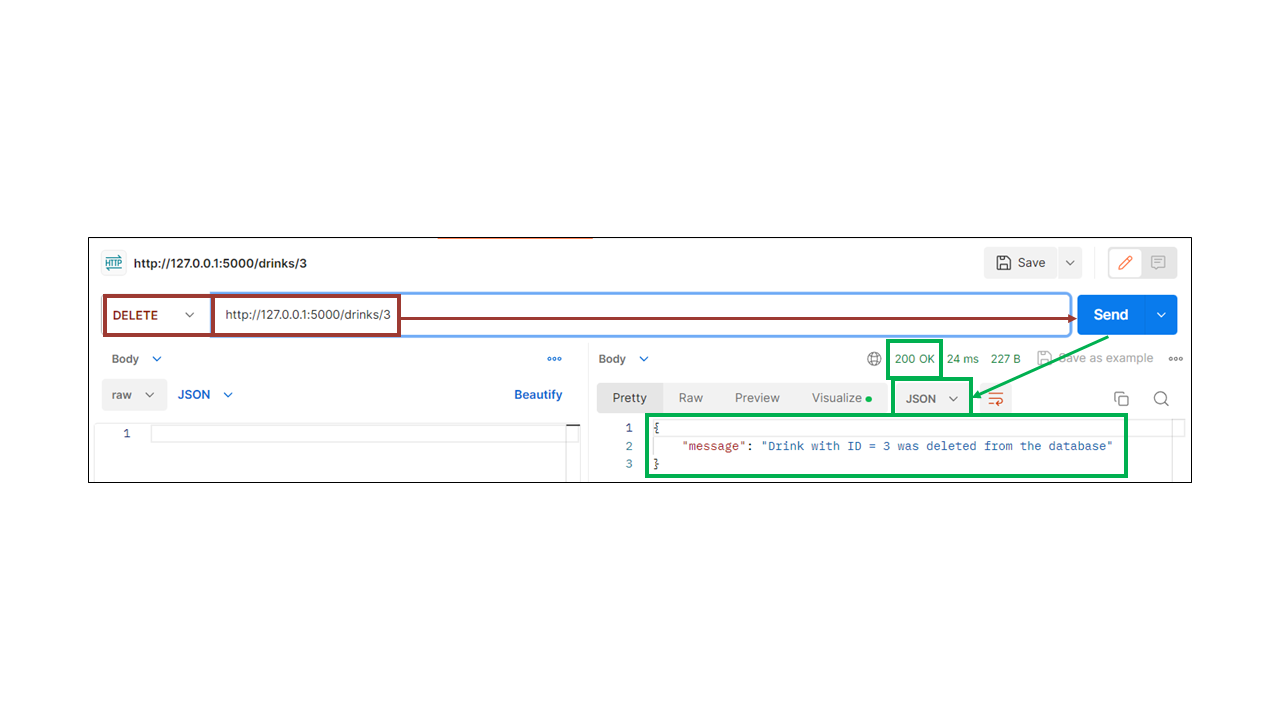 HTTP http://127.0.0.1:5000/drinks/3 Save
DELETE http://127.0.0.1:5000/drinks/3 Send
Body Body 200 OK 24 ms 227 B Save as example
raw JSON Beautify Pretty Raw Preview Visualize JSON
1 1 {
2 "message": "Drink with ID = 3 was deleted from the database"
3 }